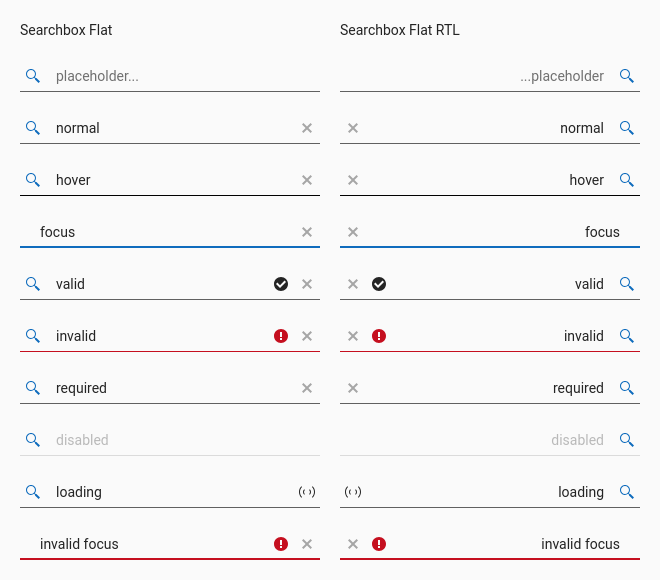 Searchbox Flat
placeholder...
normal
hover
focus
valid
invalid
required
disabled
loading
invalid focus
Searchbox Flat RTL
...placeholder
normal
hover
focus
valid
invalid
required
disabled
loading
invalid focus